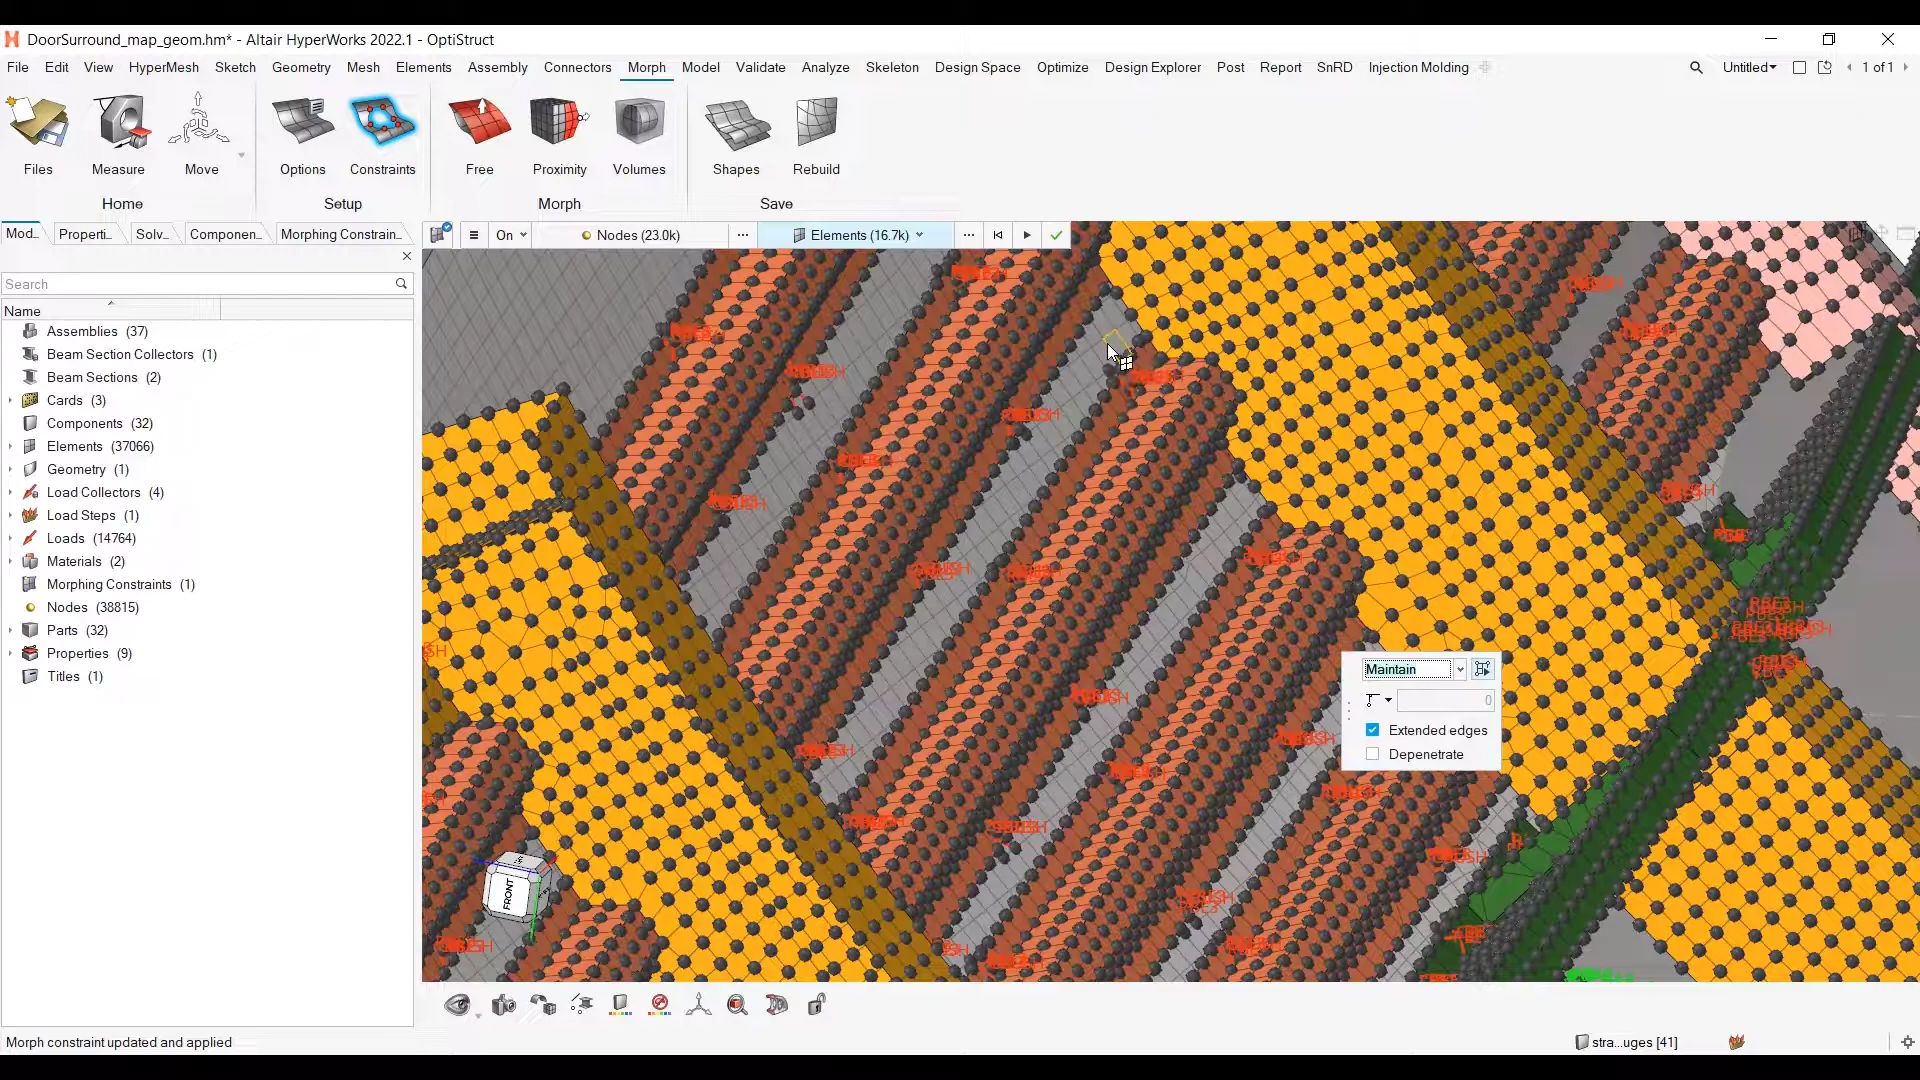 DoorSurround_map_geom.hm* - Altair HyperWorks 2022.1 - OptiStruct
File Edit View HyperMesh Sketch Geometry Mesh Elements Assembly Connectors Morph Model Validate Analyze Skeleton Design Space Optimize Design Explorer Post Report SnRD Injection Molding Untitled 1 of 1
Files Measure Move Options Constraints Free Proximity Volumes Shapes Rebuild
Home Setup Morph Save
Mod... Properti... Solv... Componen... Morphing Constrain... On Nodes (23.0k) ... Elements (16.7k) ...
Search
Name
Assemblies (37)
Beam Section Collectors (1)
Beam Sections (2)
Cards (3)
Components (32)
Elements (37066)
Geometry (1)
Load Collectors (4)
Load Steps (1)
Loads (14764)
Materials (2)
Morphing Constraints (1)
Nodes (38815)
Parts (32)
Properties (9)
Titles (1)
Maintain
0
Extended edges
Depenetrate
FRONT
Morph constraint updated and applied
stra...uges [41]